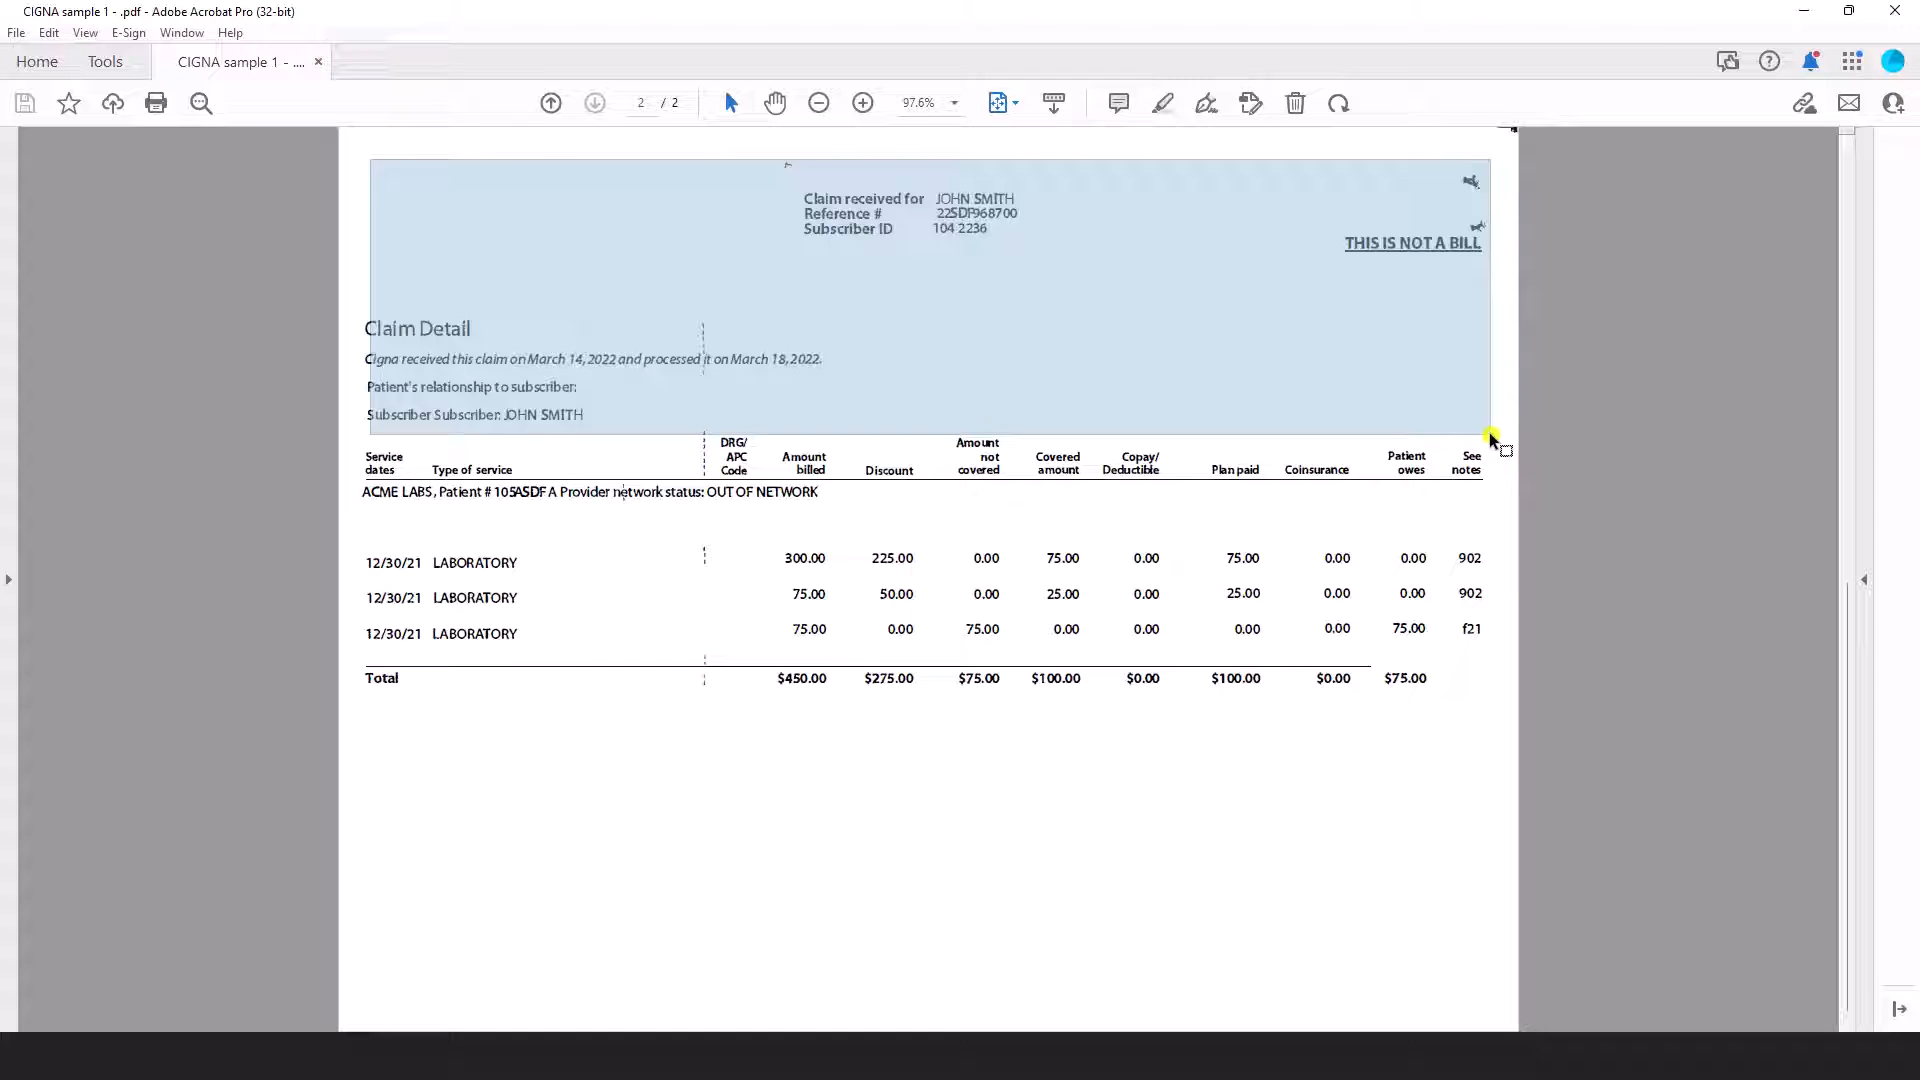 CIGNA sample 1 - .pdf - Adobe Acrobat Pro (32-bit)
File Edit View E-Sign Window Help
Home Tools CIGNA sample 1 - .... ×
2 / 2 97.6%
Claim received for JOHN SMITH
Reference # 22SDF968700
Subscriber ID 104 2236
THIS IS NOT A BILL
Claim Detail
Cigna received this claim on March 14, 2022 and processed it on March 18, 2022.
Patient's relationship to subscriber:
Subscriber Subscriber: JOHN SMITH
Service dates Type of service DRG/ APC Code Amount billed Discount Amount not covered Covered amount Copay/ Deductible Plan paid Coinsurance Patient owes See notes
ACME LABS, Patient # 105ASDF A Provider network status: OUT OF NETWORK
12/30/21 LABORATORY 300.00 225.00 0.00 75.00 0.00 75.00 0.00 0.00 902
12/30/21 LABORATORY 75.00 50.00 0.00 25.00 0.00 25.00 0.00 0.00 902
12/30/21 LABORATORY 75.00 0.00 75.00 0.00 0.00 0.00 0.00 75.00 f21
Total $450.00 $275.00 $75.00 $100.00 $0.00 $100.00 $0.00 $75.00